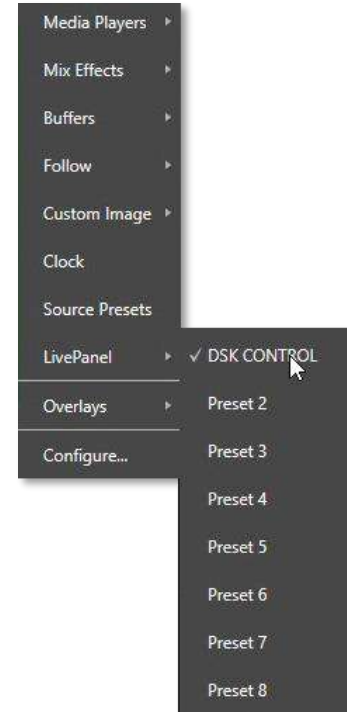 Media Players
Mix Effects
Buffers
Follow
Custom Image
Clock
Source Presets
LivePanel
Overlays
Configure...
✓ DSK CONTROL
Preset 2
Preset 3
Preset 4
Preset 5
Preset 6
Preset 7
Preset 8